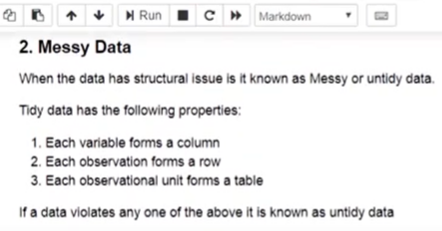 Run Markdown
2. Messy Data
When the data has structural issue is it known as Messy or untidy data.
Tidy data has the following properties:
1. Each variable forms a column
2. Each observation forms a row
3. Each observational unit forms a table
If a data violates any one of the above it is known as untidy data